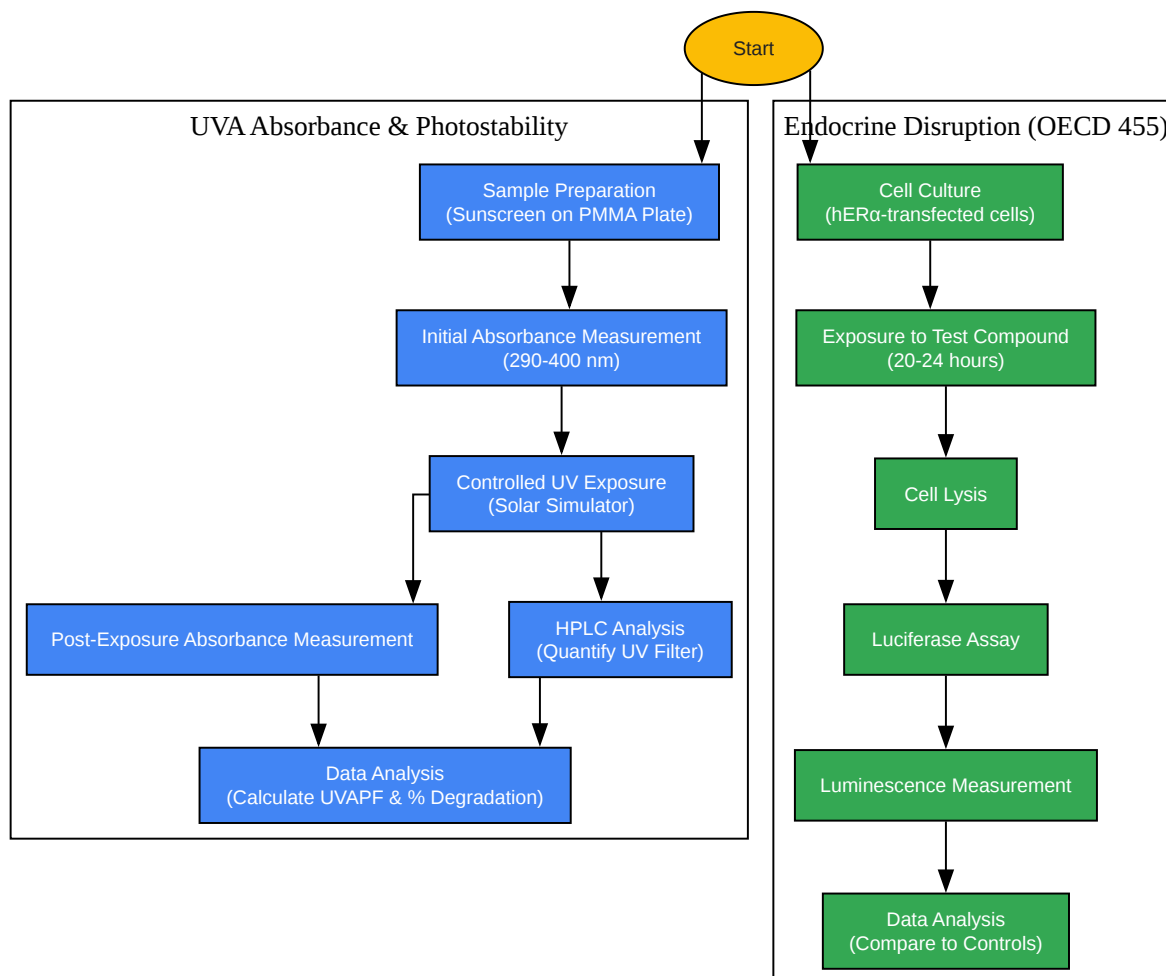 Start
UVA Absorbance & Photostability
Sample Preparation
(Sunscreen on PMMA Plate)
Initial Absorbance Measurement
(290-400 nm)
Controlled UV Exposure
(Solar Simulator)
Post-Exposure Absorbance Measurement
HPLC Analysis
(Quantify UV Filter)
Data Analysis
(Calculate UVAPF & % Degradation)
Endocrine Disruption (OECD 455)
Cell Culture
(hERα-transfected cells)
Exposure to Test Compound
(20-24 hours)
Cell Lysis
Luciferase Assay
Luminescence Measurement
Data Analysis
(Compare to Controls)